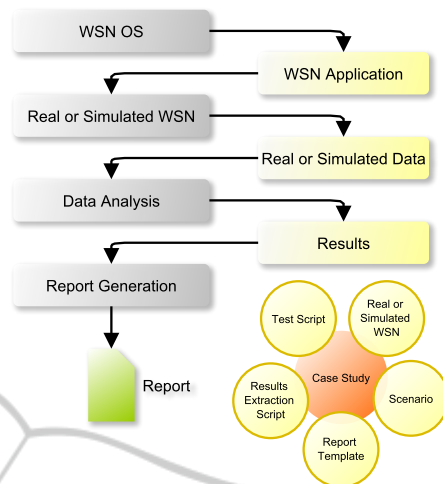 WSN OS
WSN Application
Real or Simulated WSN
Real or Simulated Data
Data Analysis
Results
Report Generation
Report
Test Script
Real or
Simulated
WSN
Case Study
Results
Extraction
Script
Scenario
Report
Template